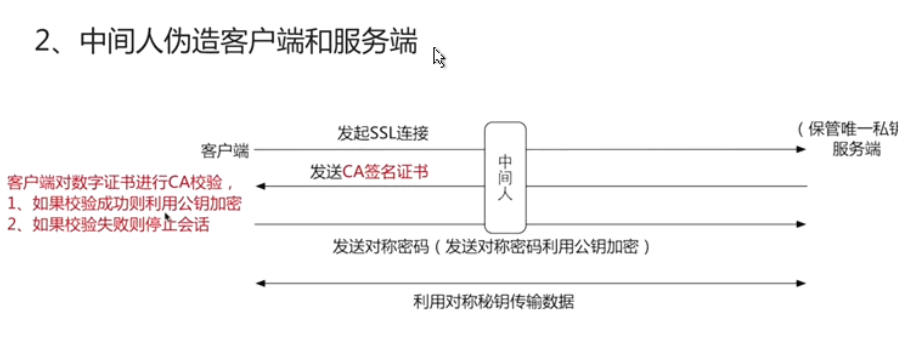 2、中间人伪造客户端和服务端
发起SSL连接
(保管唯一私钥
客户端
服务端
中间人
发送CA签名证书
客户端对数字证书进行CA校验，
1、如果校验成功则利用公钥加密
2、如果校验失败则停止会话
发送对称密码（发送对称密码利用公钥加密）
利用对称秘钥传输数据